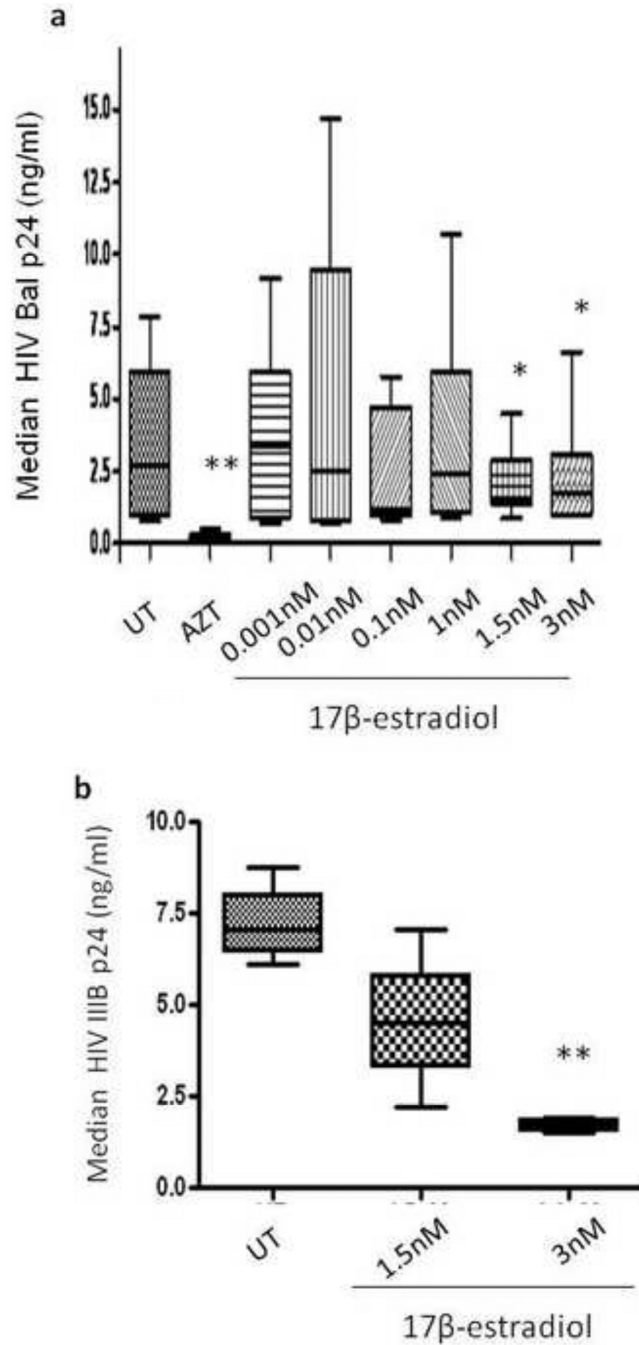 a
Median HIV Bal p24 (ng/ml)
15.0
12.5
10.0
7.5
5.0
2.5
0.0
**
*
*
UT
AZT
0.001nM
0.01nM
0.1nM
1nM
1.5nM
3nM
17β-estradiol
b
Median HIV IIIB p24 (ng/ml)
10.0
7.5
5.0
2.5
0.0
**
UT
1.5nM
3nM
17β-estradiol